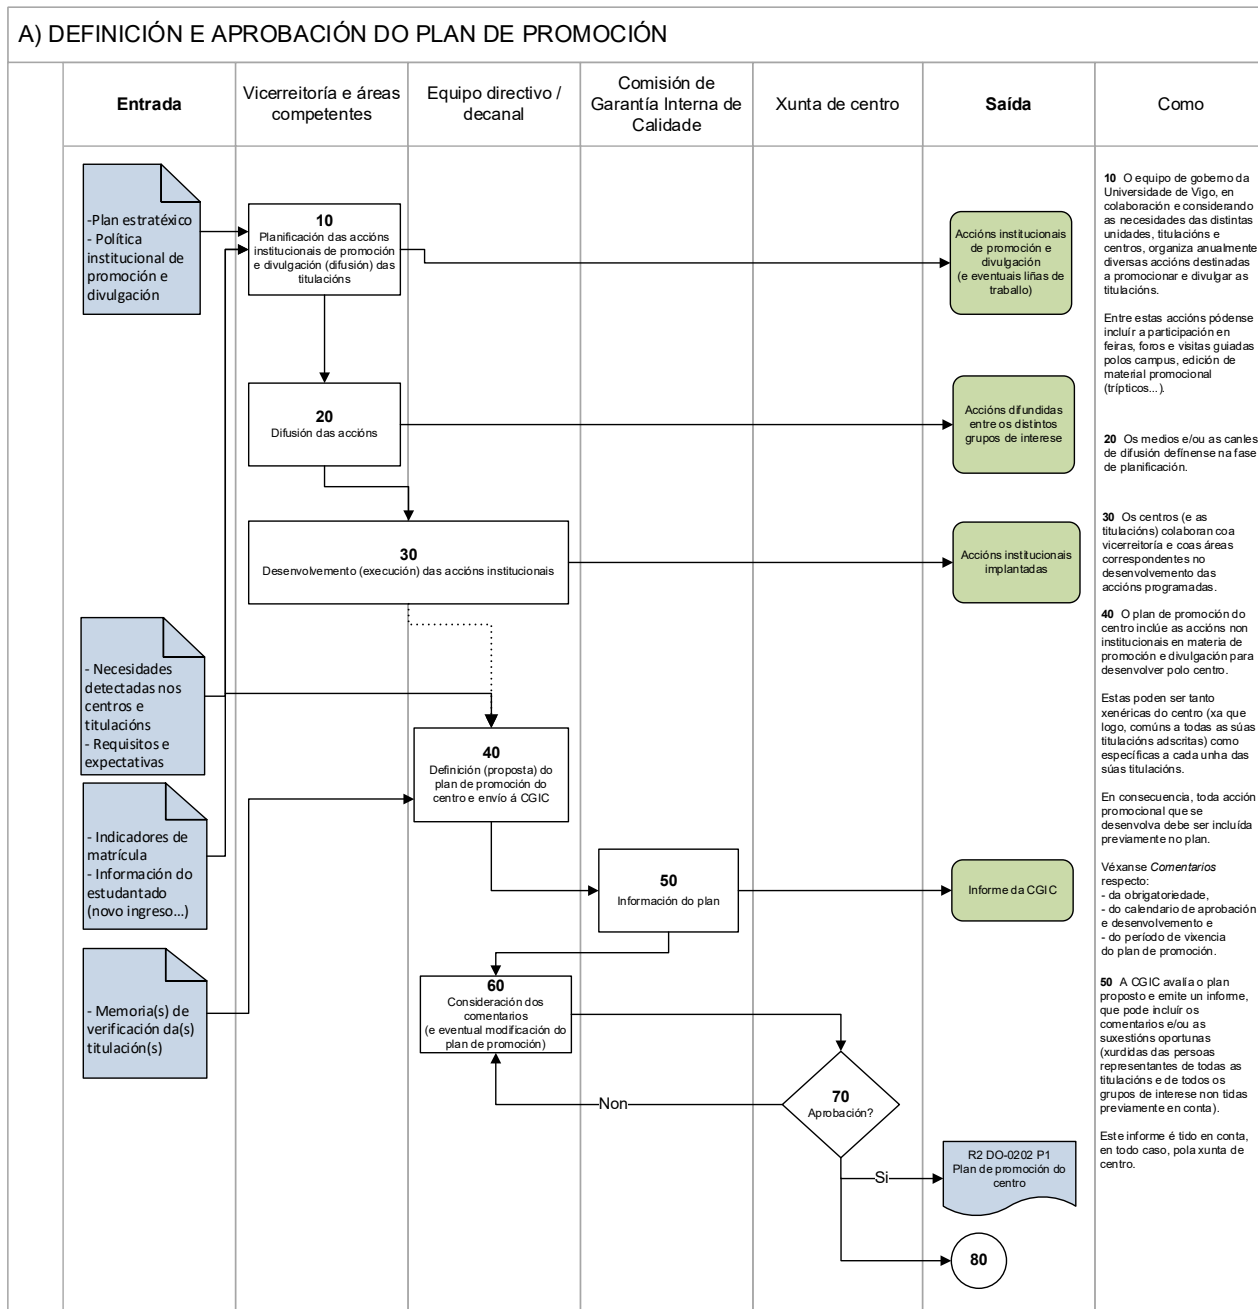 A) DEFINICIÓN E APROBACIÓN DO PLAN DE PROMOCIÓN
Entrada
Vicerreitoría e áreas
competentes
Equipo directivo /
decanal
Comisión de
Garantía Interna de
Calidade
Xunta de centro
Saída
Como
-Plan estratéxico
- Política
institucional de
promoción e
divulgación
10
Planificación das accións
institucionais de promoción
e divulgación (difusión) das
titulacións
Accións institucionais
de promoción e
divulgación
(e eventuais liñas de
traballo)
20
Difusión das accións
Accións difundidas
entre os distintos
grupos de interese
30
Desenvolvemento (execución) das accións institucionais
Accións institucionais
implantadas
- Necesidades
detectadas nos
centros e
titulacións
- Requisitos e
expectativas
40
Definición (proposta) do
plan de promoción do
centro e envío á CGIC
- Indicadores de
matrícula
- Información do
estudantado
(novo ingreso...)
50
Información do plan
Informe da CGIC
- Memoria(s) de
verificación da(s)
titulación(s)
60
Consideración dos
comentarios
(e eventual modificación do
plan de promoción)
70
Aprobación?
Non
Si
R2 DO-0202 P1
Plan de promoción do
centro
80
10 O equipo de goberno da
Universidade de Vigo, en
colaboración e considerando
as necesidades das distintas
unidades, titulacións e
centros, organiza anualmente
diversas accións destinadas
a promocionar e divulgar as
titulacións.
Entre estas accións pódense
incluír a participación en
feiras, foros e visitas guiadas
polos campus, edición de
material promocional
(trípticos...).
20 Os medios e/ou as canles
de difusión defínense na fase
de planificación.
30 Os centros (e as
titulacións) colaboran coa
vicerreitoría e coas áreas
correspondentes no
desenvolvemento das
accións programadas.
40 O plan de promoción do
centro inclúe as accións non
institucionais en materia de
promoción e divulgación para
desenvolver polo centro.
Estas poden ser tanto
xenéricas do centro (xa que
logo, comúns a todas as súas
titulacións adscritas) como
específicas a cada unha das
súas titulacións.
En consecuencia, toda acción
promocional que se
desenvolva debe ser incluída
previamente no plan.
Véxanse Comentarios
respecto:
- da obrigatoriedade,
- do calendario de aprobación
e desenvolvemento e
- do período de vixencia
do plan de promoción.
50 A CGIC avalía o plan
proposto e emite un informe,
que pode incluír os
comentarios e/ou as
suxestións oportunas
(xurdidas das persoas
representantes de todas as
titulacións e de todos os
grupos de interese non tidas
previamente en conta).
Este informe é tido en conta,
en todo caso, pola xunta de
centro.